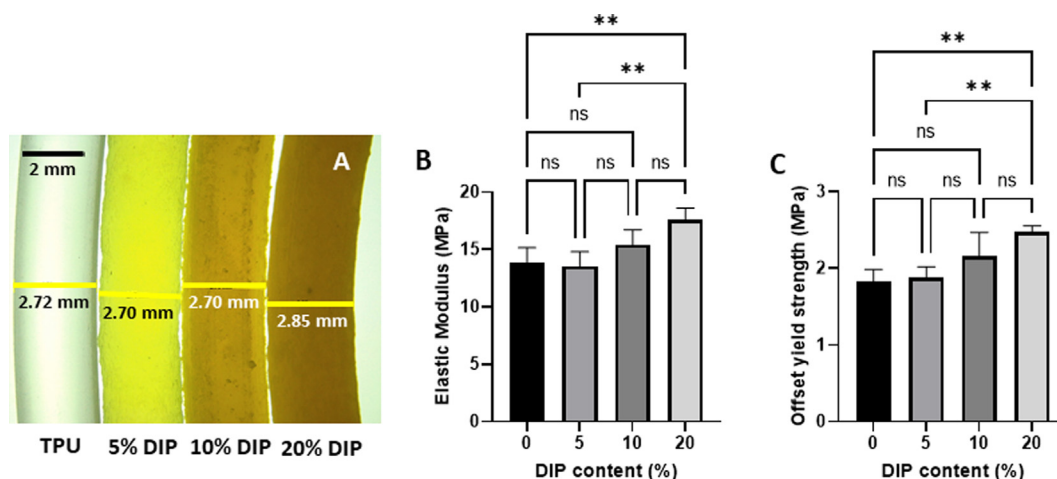 A
2 mm
2.72 mm
2.70 mm
2.70 mm
2.85 mm
TPU 5% DIP 10% DIP 20% DIP
B
**
**
ns
ns ns ns
Elastic Modulus (MPa)
20
15
10
5
0
0 5 10 20
DIP content (%)
C
**
**
ns
ns ns ns
Offset yield strength (MPa)
3
2
1
0
0 5 10 20
DIP content (%)